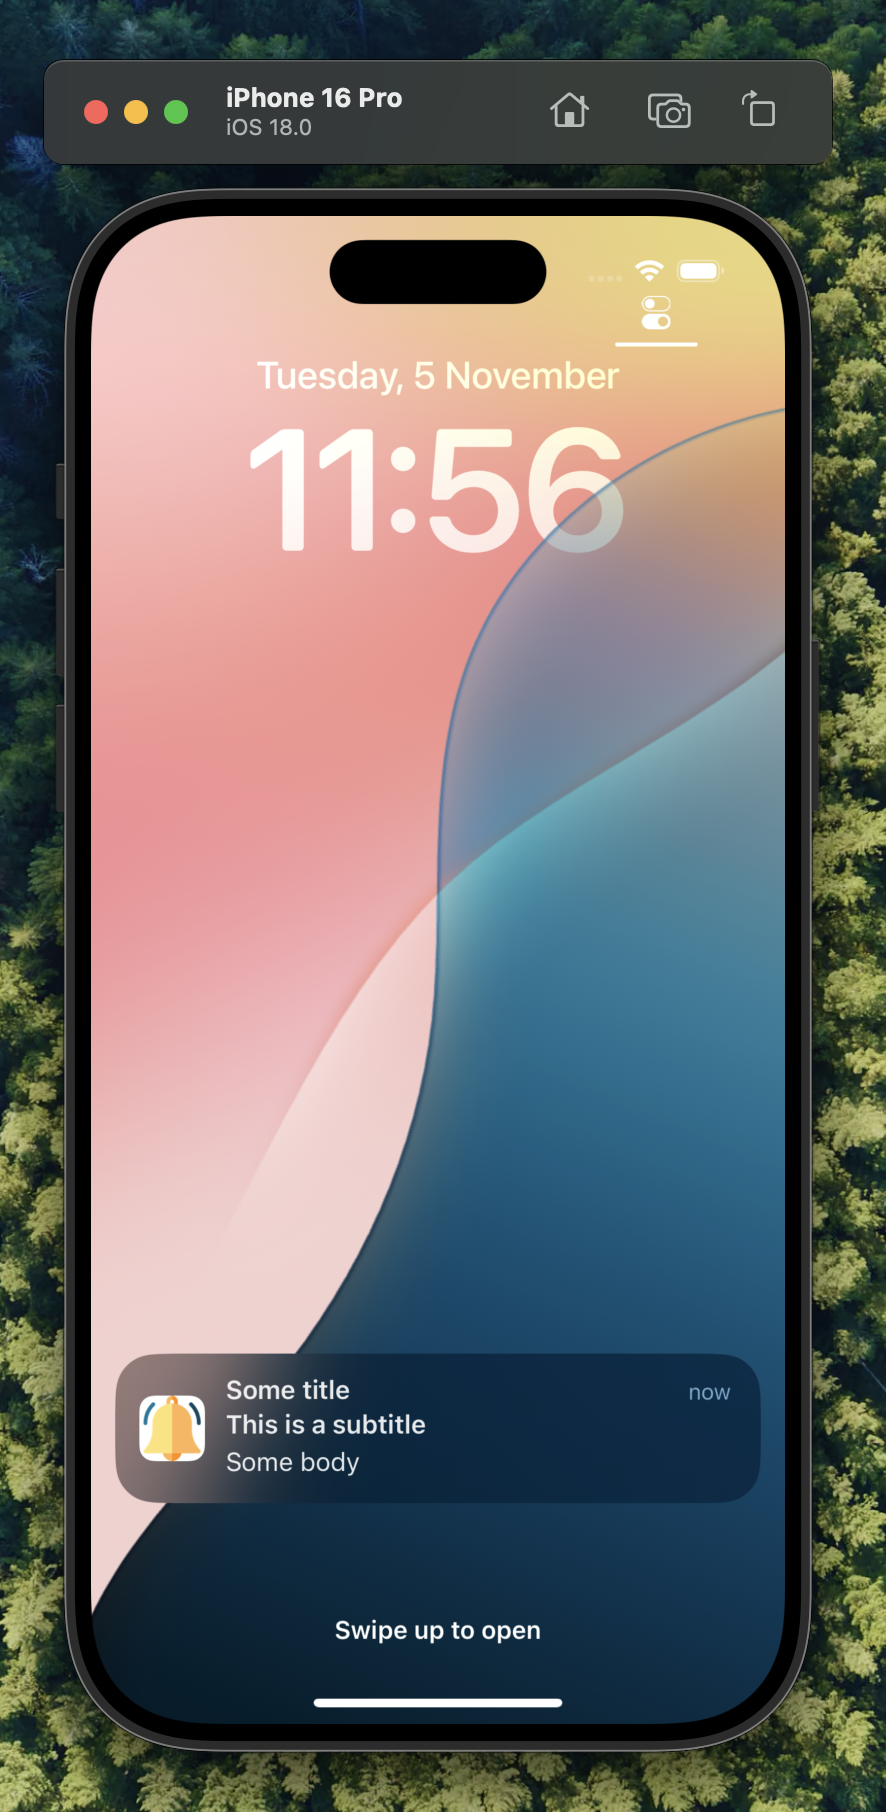 iPhone 16 Pro
iOS 18.0
Tuesday, 5 November
11:56
Some title
now
This is a subtitle
Some body
Swipe up to open